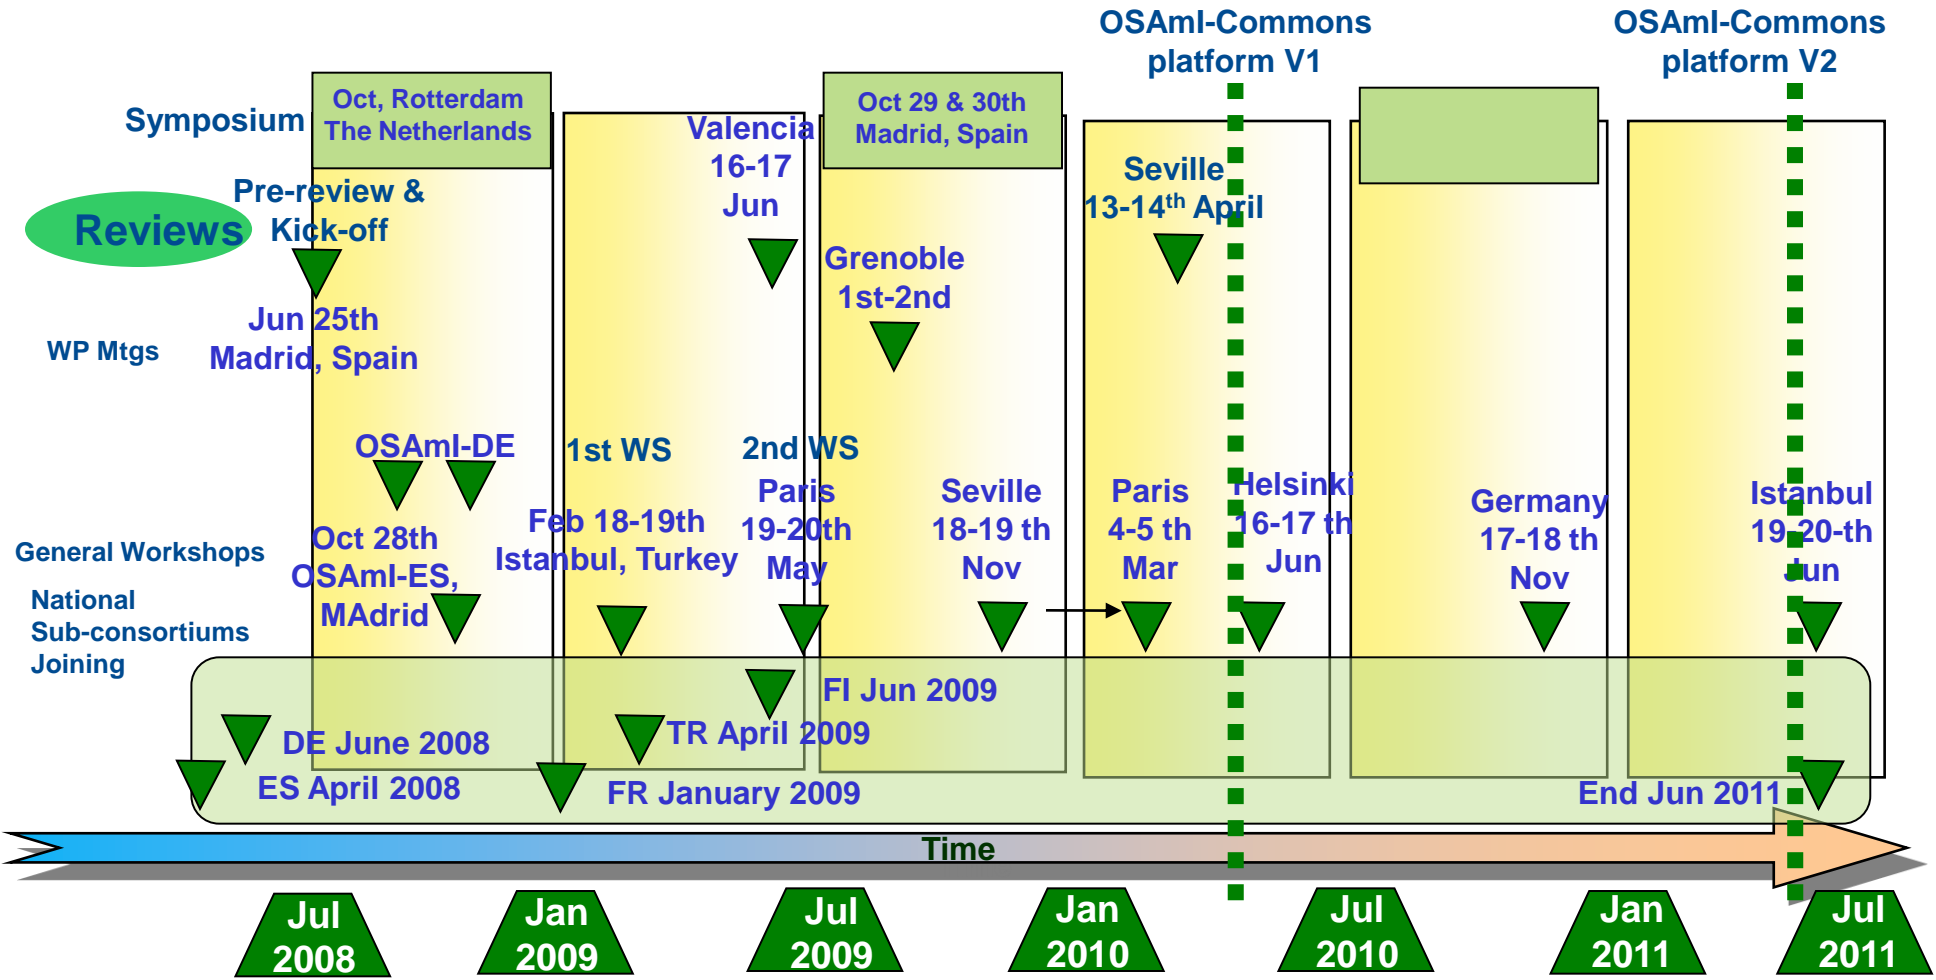 OSAmI-Commons
platform V1
OSAmI-Commons
platform V2
Symposium
Oct, Rotterdam
The Netherlands
Valencia
16-17
Jun
Oct 29 & 30th
Madrid, Spain
Seville
13-14th April
Reviews
Pre-review &
Kick-off
Grenoble
1st-2nd
WP Mtgs
Jun 25th
Madrid, Spain
OSAmI-DE
1st WS
2nd WS
General Workshops
Oct 28th
OSAmI-ES,
MAdrid
Feb 18-19th
Istanbul, Turkey
Paris
19-20th
May
Seville
18-19 th
Nov
Paris
4-5 th
Mar
Helsinki
16-17 th
Jun
Germany
17-18 th
Nov
Istanbul
19-20-th
Jun
National
Sub-consortiums
Joining
FI Jun 2009
TR April 2009
DE June 2008
ES April 2008
FR January 2009
End Jun 2011
Time
Jul
2008
Jan
2009
Jul
2009
Jan
2010
Jul
2010
Jan
2011
Jul
2011